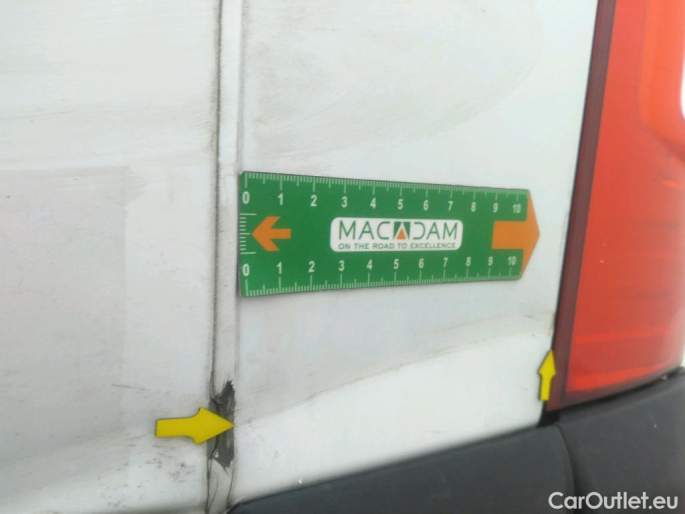 0 1 2 3 4 5 6 7 8 9 10
MACADAM
ON THE ROAD TO EXCELLENCE
0 1 2 3 4 5 6 7 8 9 10
CarOutlet.eu